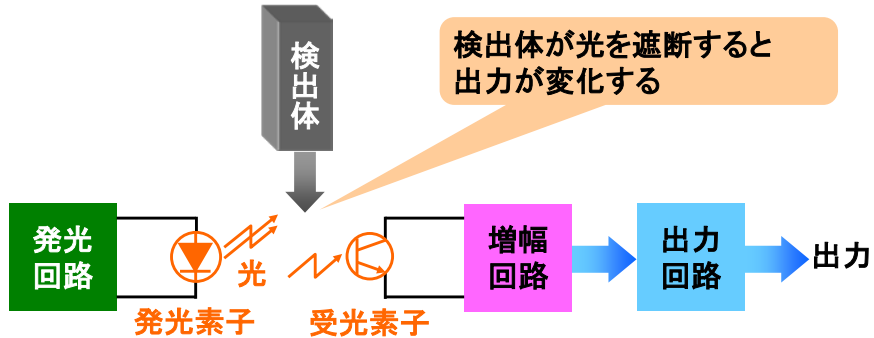 検出体
検出体が光を遮断すると
出力が変化する
発光
回路
光
発光素子
受光素子
増幅
回路
出力
回路
出力